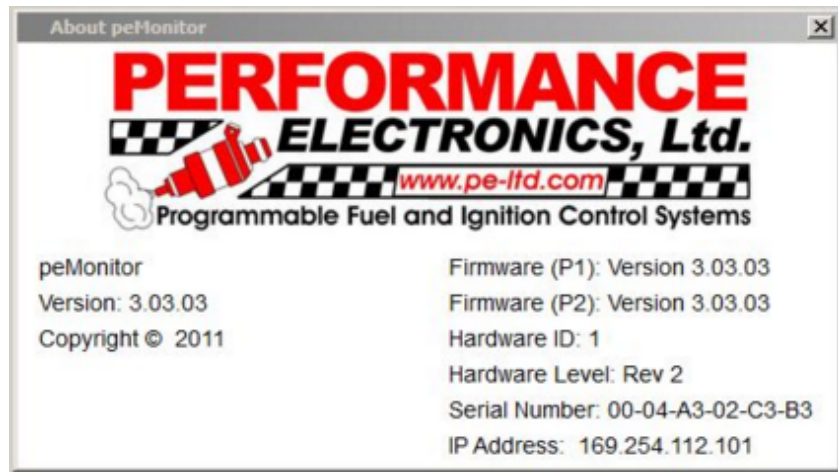 About peMonitor
PERFORMANCE
ELECTRONICS, Ltd.
www.pe-ltd.com
Programmable Fuel and Ignition Control Systems
peMonitor
Version: 3.03.03
Copyright © 2011
Firmware (P1): Version 3.03.03
Firmware (P2): Version 3.03.03
Hardware ID: 1
Hardware Level: Rev 2
Serial Number: 00-04-A3-02-C3-B3
IP Address: 169.254.112.101